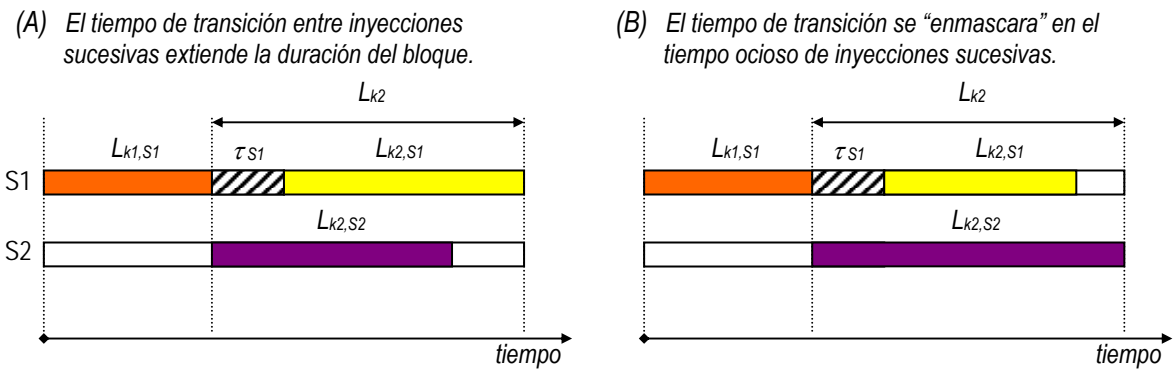 (A) El tiempo de transición entre inyecciones
sucesivas extiende la duración del bloque.
Lk2
Lk1,S1 τS1 Lk2,S1
S1
Lk2,S2
S2
tiempo
(B) El tiempo de transición se “enmascara” en el
tiempo ocioso de inyecciones sucesivas.
Lk2
Lk1,S1 τS1 Lk2,S1
Lk2,S2
tiempo